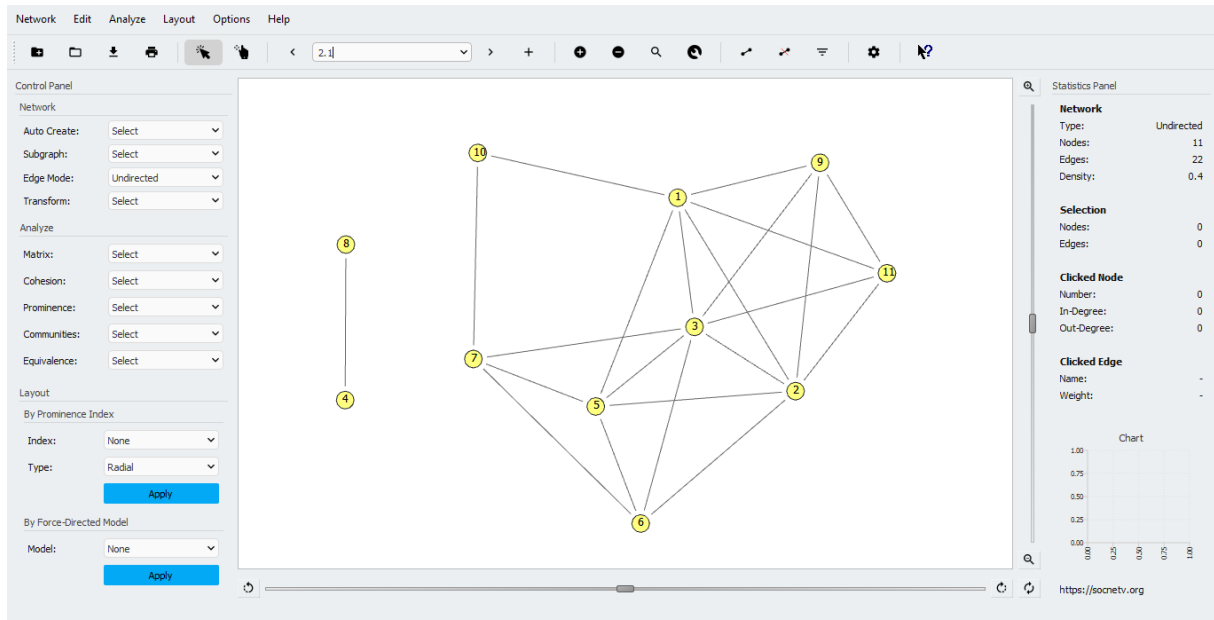 Network Edit Analyze Layout Options Help
2.1
Control Panel
Network
Auto Create: Select
Subgraph: Select
Edge Mode: Undirected
Transform: Select
Analyze
Matrix: Select
Cohesion: Select
Prominence: Select
Communities: Select
Equivalence: Select
Layout
By Prominence Index
Index: None
Type: Radial
Apply
By Force-Directed Model
Model: None
Apply
10
9
1
8
11
3
7
2
4
5
6
Statistics Panel
Network
Type: Undirected
Nodes: 11
Edges: 22
Density: 0.4
Selection
Nodes: 0
Edges: 0
Clicked Node
Number: 0
In-Degree: 0
Out-Degree: 0
Clicked Edge
Name: -
Weight: -
Chart
1.00
0.75
0.50
0.25
0.00
0.00 0.25 0.50 0.75 1.00
https://socnetv.org